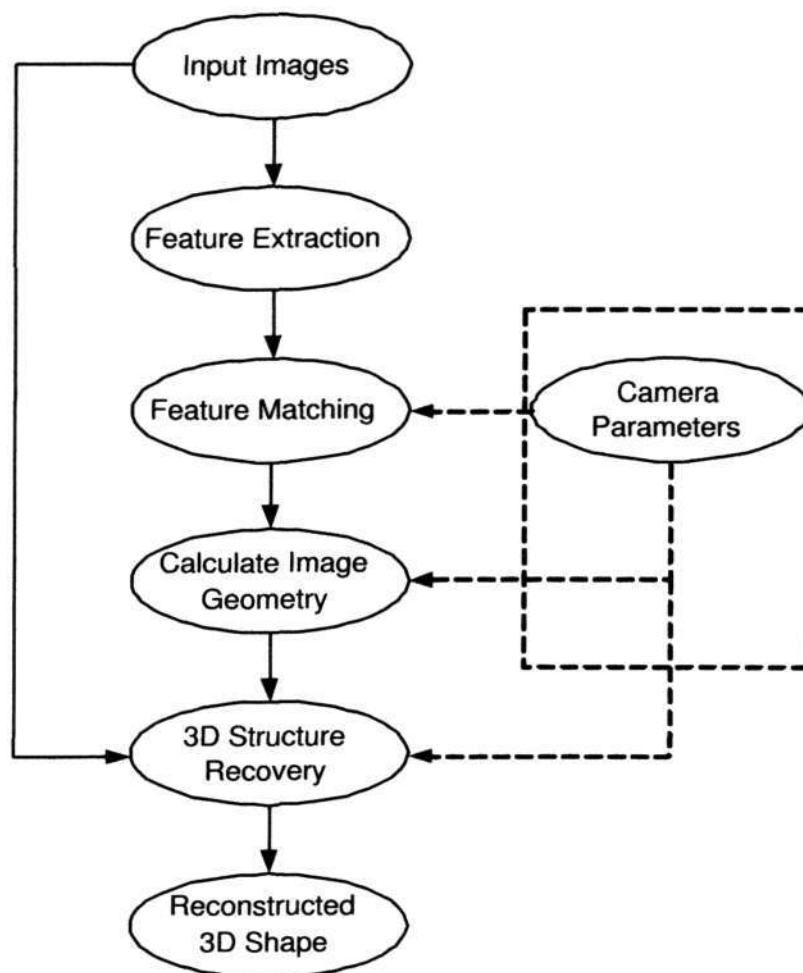 Input Images
Feature Extraction
Feature Matching
Camera
Parameters
Calculate Image
Geometry
3D Structure
Recovery
Reconstructed
3D Shape